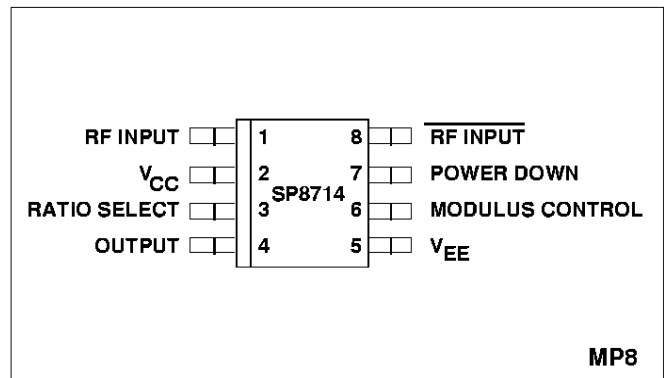 RF INPUT 1 8 RF INPUT
VCC 2 7 POWER DOWN
SP8714
RATIO SELECT 3 6 MODULUS CONTROL
OUTPUT 4 5 VEE
MP8